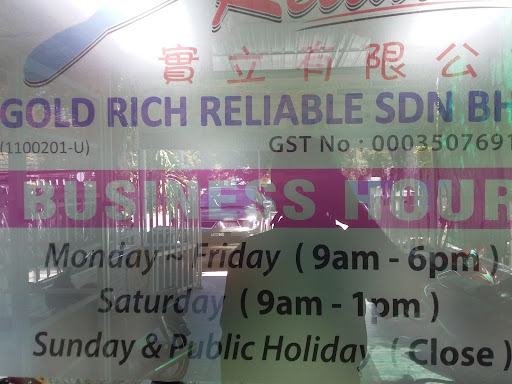 實立有限公
GOLD RICH RELIABLE SDN BH
(1100201-U)
GST No : 0003507691
BUSINESS HOUR
Monday ~ Friday ( 9am - 6pm )
Saturday ( 9am - 1pm )
Sunday & Public Holiday ( Close )